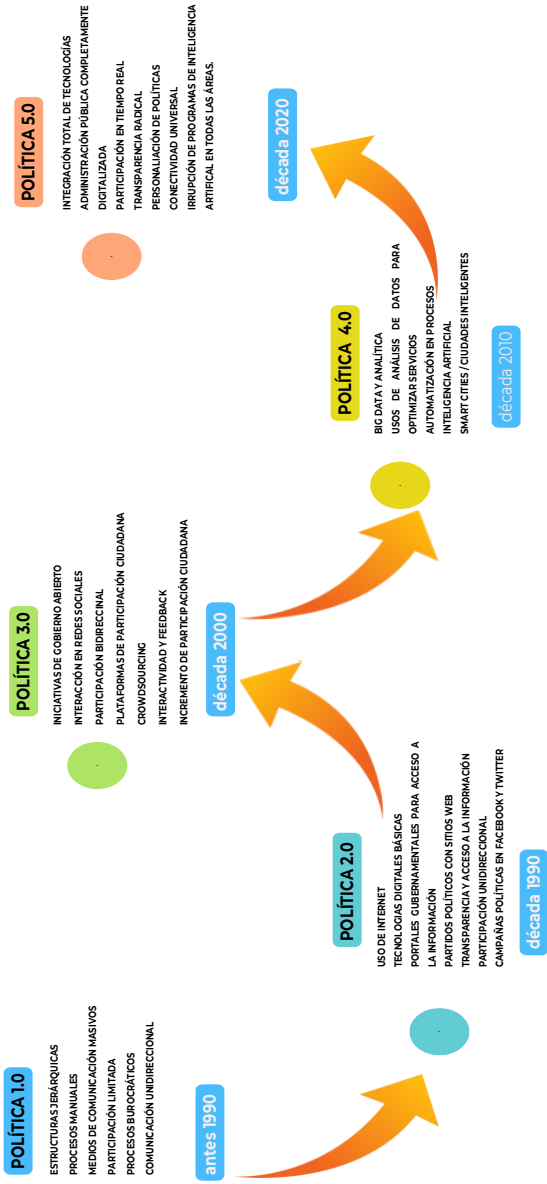 POLÍTICA 1.0
ESTRUCTURAS JERÁRQUICAS
PROCESOS MANUALES
MEDIOS DE COMUNICACIÓN MASIVOS
PARTICIPACIÓN LIMITADA
PROCESOS BUROCRÁTICOS
COMUNICACIÓN UNIDIRECCIONAL
antes 1990
POLÍTICA 2.0
USO DE INTERNET
TECNOLOGIAS DIGITALES BÁSICAS
PORTALES GUBERNAMENTALES PARA ACCESO A
LA INFORMACIÓN
PARTIDOS POLÍTICOS CON SITIOS WEB
TRANSPARENCIA Y ACCESO A LA INFORMACIÓN
PARTICIPACIÓN UNIDIRECCIONAL
CAMPAÑAS POLÍTICAS EN FACEBOOK Y TWITTER
década 1990
POLÍTICA 3.0
INICIATIVAS DE GOBIERNO ABIERTO
INTERACCIÓN EN REDES SOCIALES
PARTICIPACIÓN BIDIRECCINAL
PLATAFORMAS DE PARTICIPACIÓN CIUDADANA
CROWDSOURCING
INTERACTIVIDAD Y FEEDBACK
INCREMENTO DE PARTICIPACIÓN CIUDADANA
década 2000
POLÍTICA 4.0
BIG DATA Y ANALÍTICA
USOS DE ANÁLISIS DE DATOS PARA
OPTIMIZAR SERVICIOS
AUTOMATIZACIÓN EN PROCESOS
INTELIGENCIA ARTIFICIAL
SMART CITIES / CIUDADES INTELIGENTES
década 2010
POLÍTICA 5.0
INTEGRACIÓN TOTAL DE TECNOLOGÍAS
ADMINISTRACIÓN PÚBLICA COMPLETAMENTE
DIGITALIZADA
PARTICIPACIÓN EN TIEMPO REAL
TRANSPARENCIA RADICAL
PERSONALIACIÓN DE POLÍTICAS
CONECTIVIDAD UNIVERSAL
IRRUPCIÓN DE PROGRAMAS DE INTELIGENCIA
ARTIFICAL EN TODAS LAS ÁREAS.
década 2020